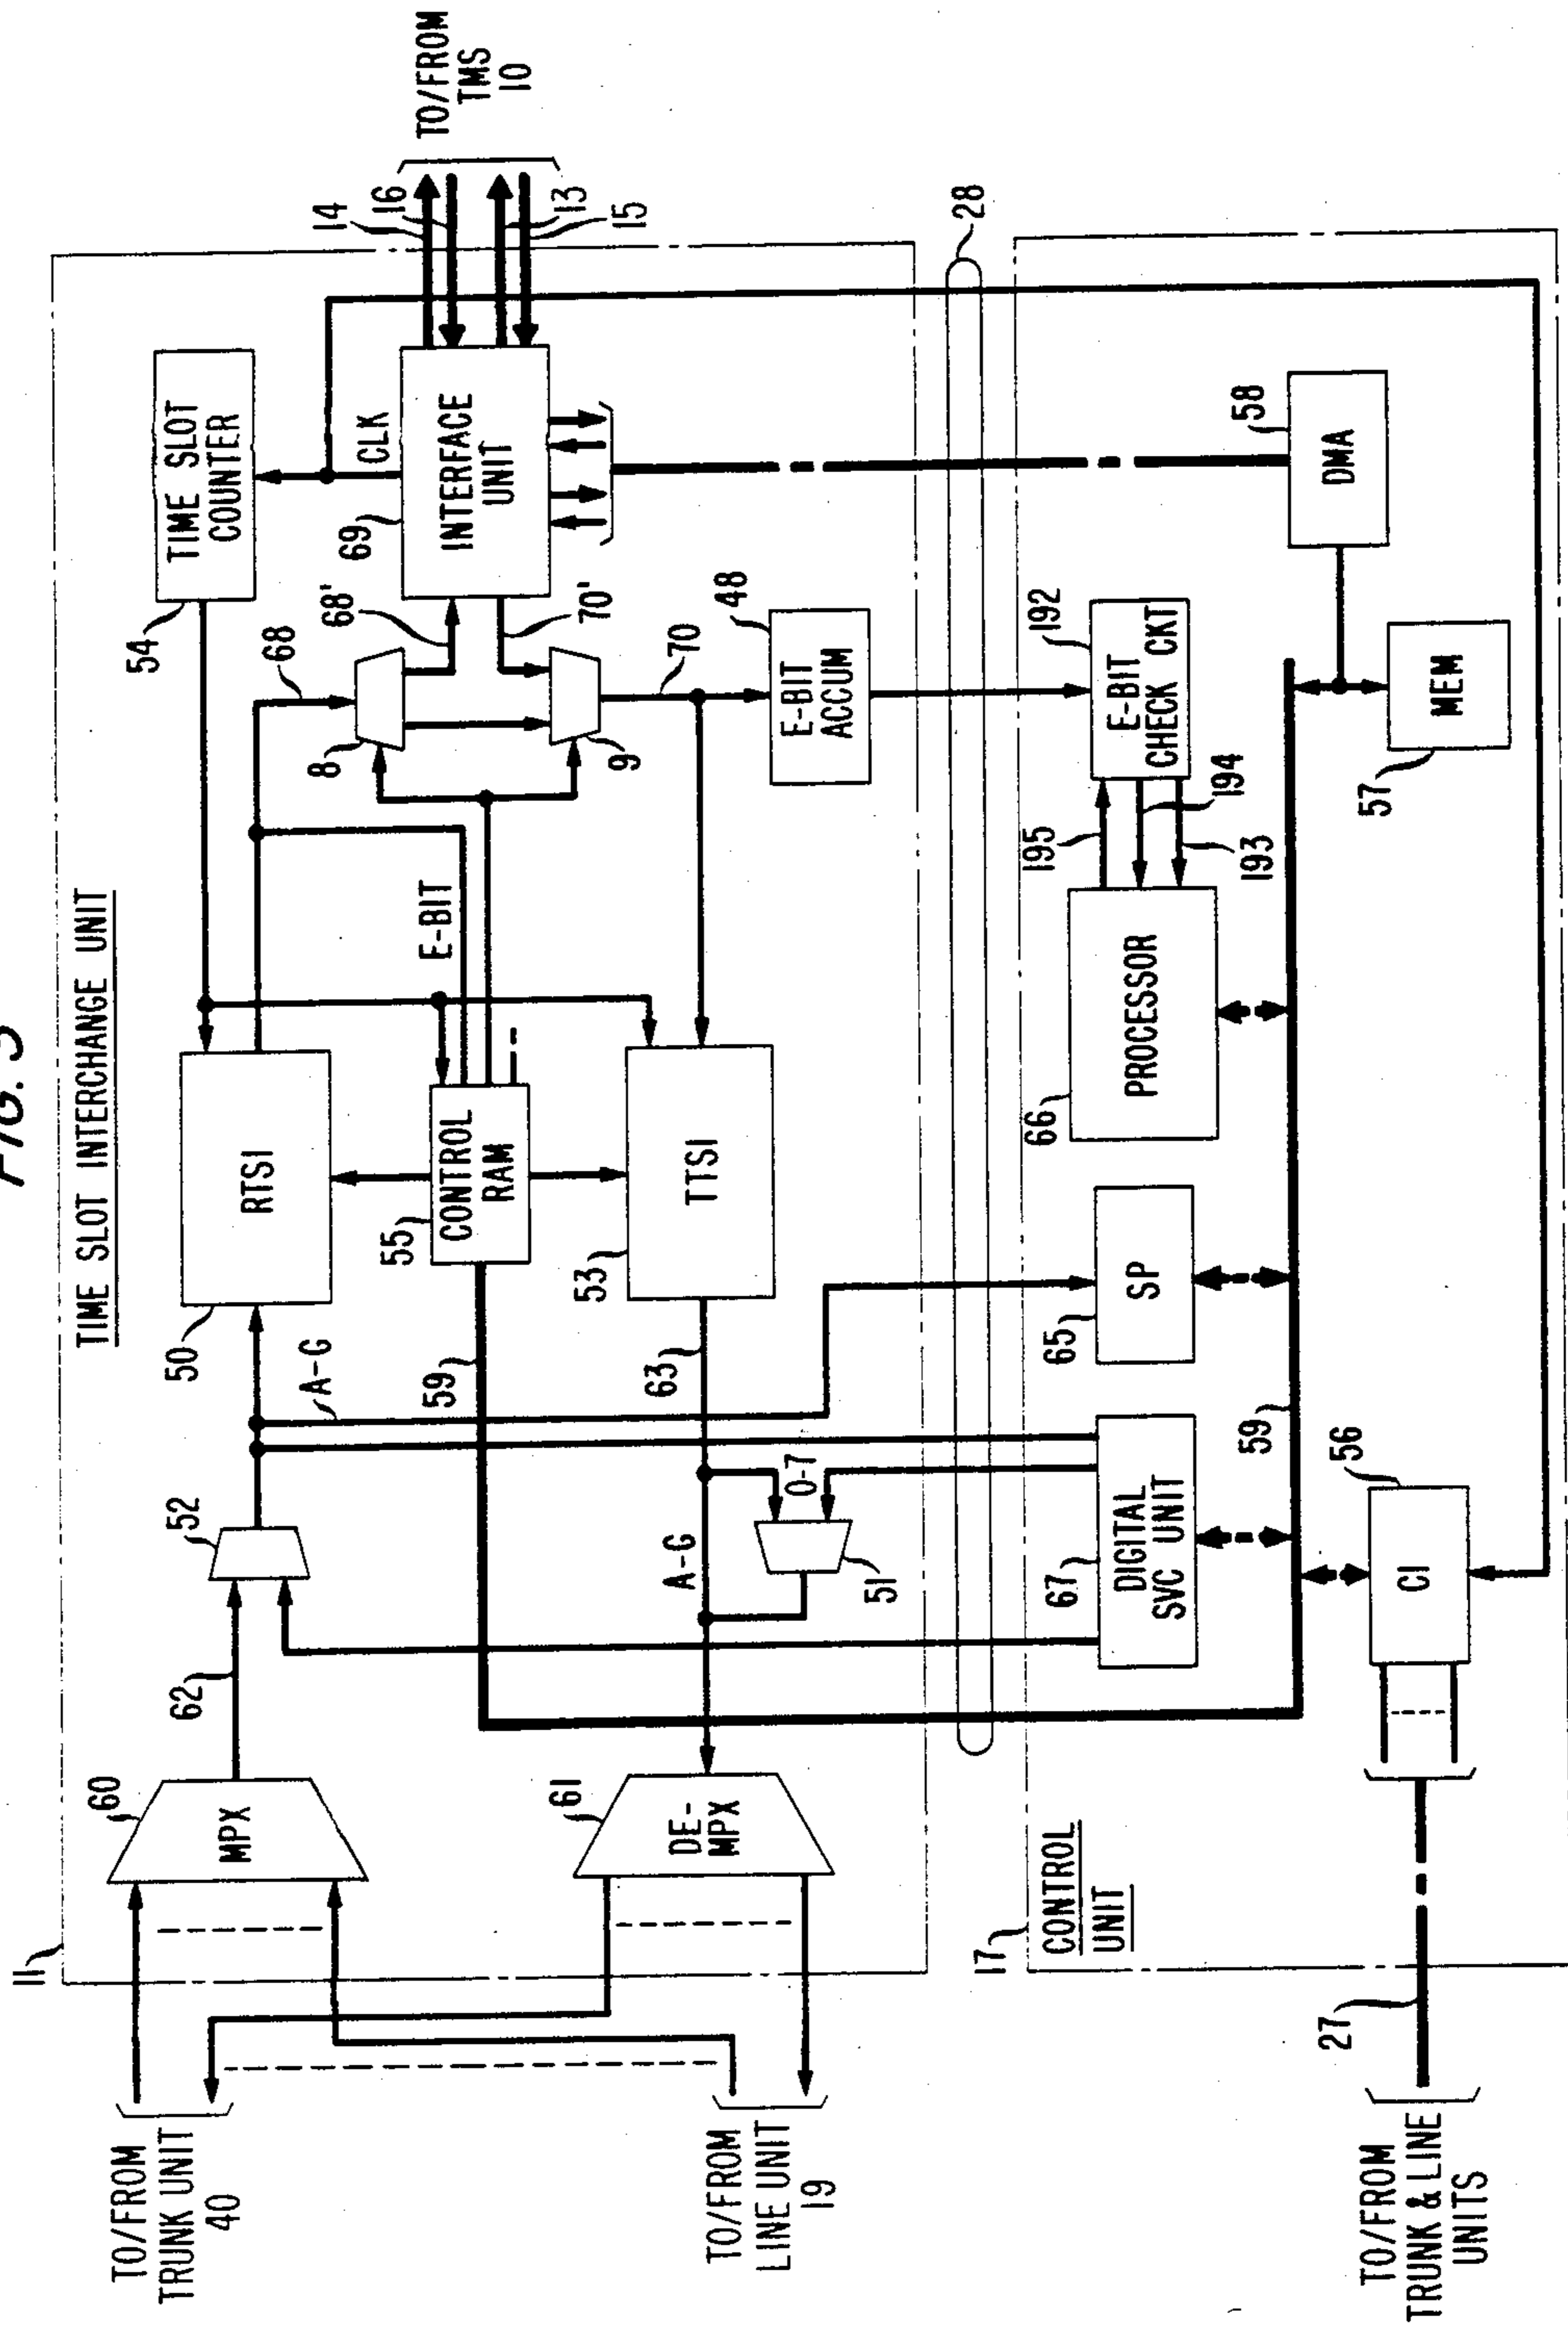 FIG. 3
TIME SLOT INTERCHANGE UNIT
11
TO/FROM
TRUNK UNIT
40
TO/FROM
LINE UNIT
19
60
MPX
61
DE-
MPX
62
52
A-G
50
RTSI
54
TIME SLOT
COUNTER
55
CONTROL
RAM
E-BIT
59
53
TTSI
63
A-G
0-7
51
68
8
68'
9
70'
70
69
INTERFACE
UNIT
CLK
14
16
13
15
TO/FROM
TMS
10
48
E-BIT
ACCUM
28
17
CONTROL
UNIT
67
DIGITAL
SVC UNIT
65
SP
66
PROCESSOR
195
194
193
192
E-BIT
CHECK CKT
58
DMA
57
MEM
59
56
CI
27
TO/FROM
TRUNK & LINE
UNITS